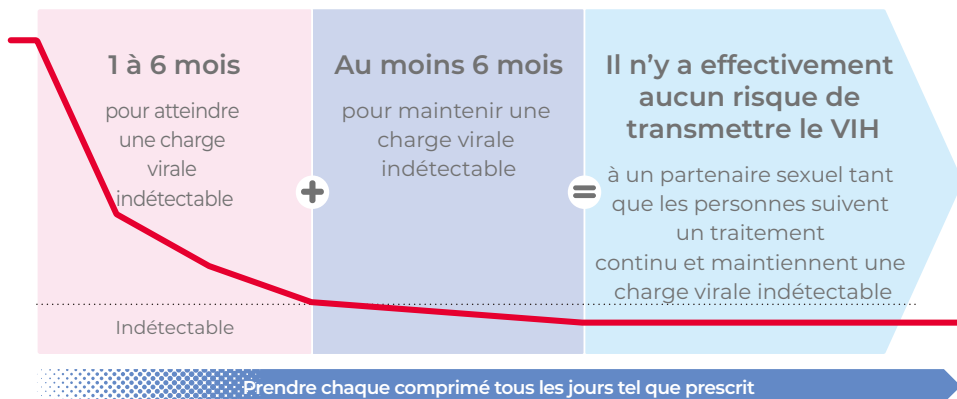 1 à 6 mois
pour atteindre
une charge
virale
indétectable
+
Au moins 6 mois
pour maintenir une
charge virale
indétectable
=
Il n'y a effectivement
aucun risque de
transmettre le VIH
à un partenaire sexuel tant
que les personnes suivent
un traitement
continu et maintiennent une
charge virale indétectable
Indétectable
Prendre chaque comprimé tous les jours tel que prescrit